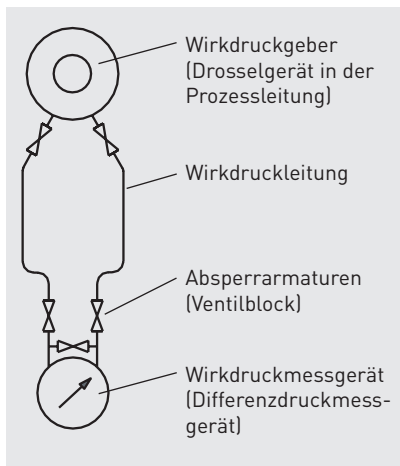 Wirkdruckgeber
(Drosselgerät in der
Prozessleitung)
Wirkdruckleitung
Absperrarmaturen
(Ventilblock)
Wirkdruckmessgerät
(Differenzdruckmess-
gerät)